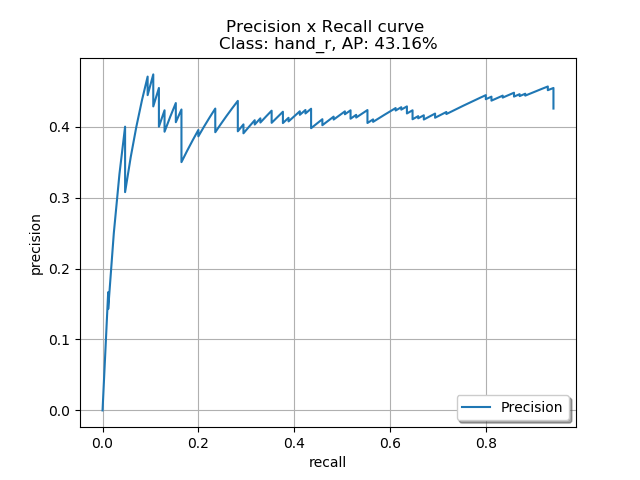 Precision x Recall curve
Class: hand_r, AP: 43.16%
precision
0.4
0.3
0.2
0.1
0.0
Precision
0.0 0.2 0.4 0.6 0.8
recall